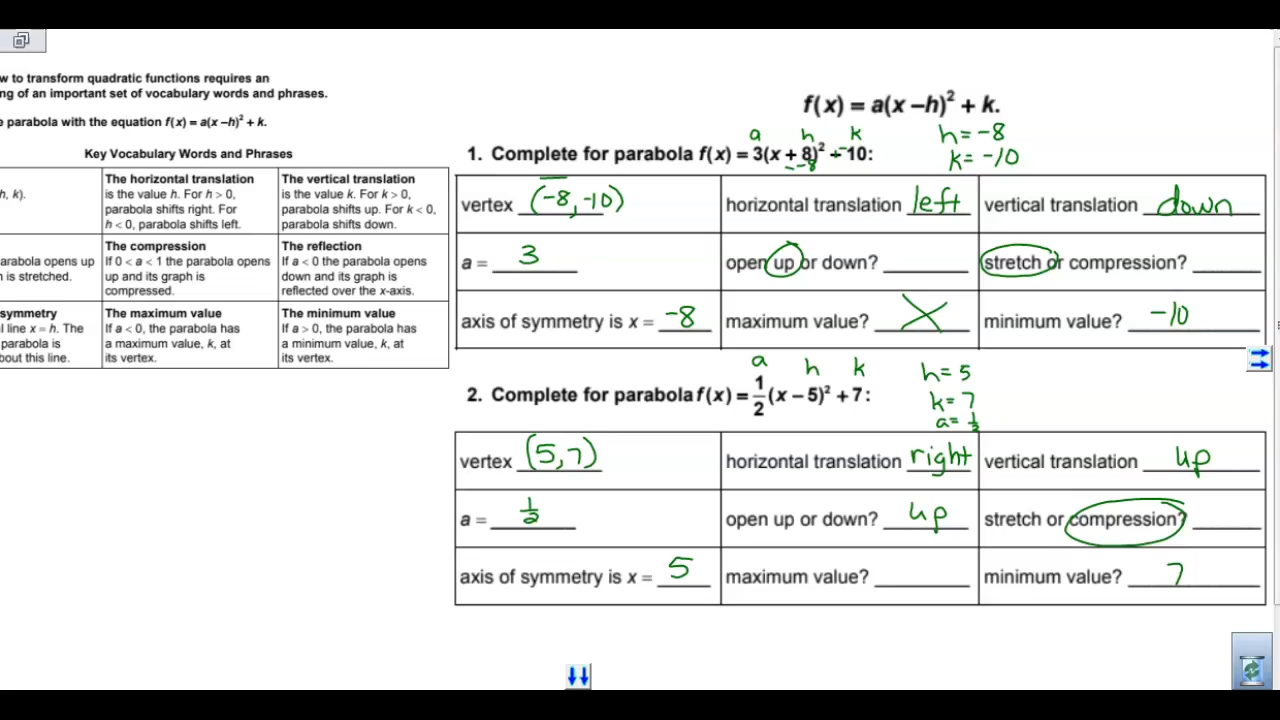 w to transform quadratic functions requires an
ng of an important set of vocabulary words and phrases.
e parabola with the equation f(x) = a(x – h)² + k.
Key Vocabulary Words and Phrases
h, k).
The horizontal translation
is the value h. For h > 0,
parabola shifts right. For
h < 0, parabola shifts left.
The vertical translation
is the value k. For k > 0,
parabola shifts up. For k < 0,
parabola shifts down.
arabola opens up
h is stretched.
The compression
If 0 < a < 1 the parabola opens
up and its graph is
compressed.
The reflection
If a < 0 the parabola opens
down and its graph is
reflected over the x-axis.
symmetry
l line x = h. The
parabola is
bout this line.
The maximum value
If a < 0, the parabola has
a maximum value, k, at
its vertex.
The minimum value
If a > 0, the parabola has
a minimum value, k, at
its vertex.
f(x) = a(x – h)² + k.
a h k h = -8
1. Complete for parabola f(x) = 3(x + 8)² – 10: k = -10
- -8
vertex (-8, -10) horizontal translation left vertical translation down
a = 3 open up or down? stretch or compression?
axis of symmetry is x = -8 maximum value? X minimum value? -10
a h k h = 5
2. Complete for parabola f(x) = 1/2 (x – 5)² + 7: k = 7
a = 1/2
vertex (5, 7) horizontal translation right vertical translation up
a = 1/2 open up or down? up stretch or compression?
axis of symmetry is x = 5 maximum value? minimum value? 7